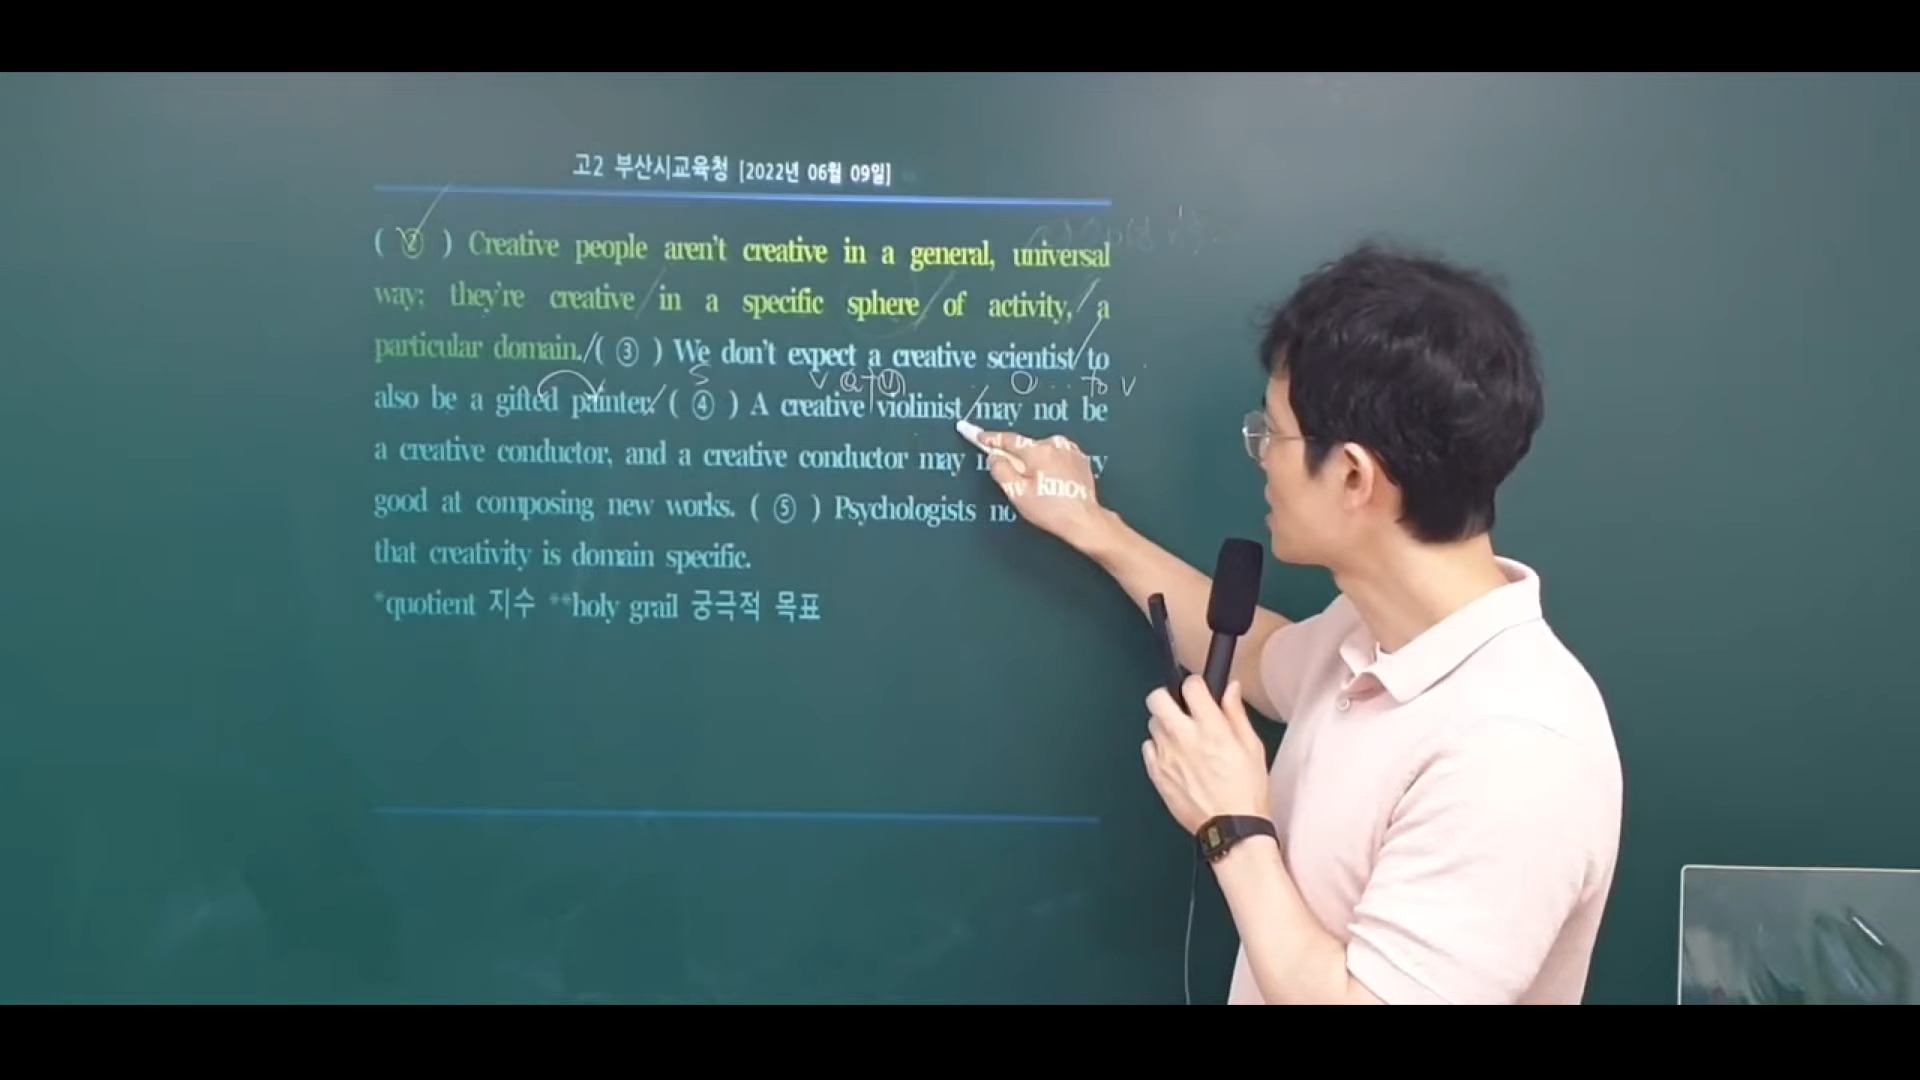 고2 부산시교육청 [2022년 06월 09일]
( ② ) Creative people aren't creative in a general, universal
way; they're creative in a specific sphere of activity, a
particular domain. ( ③ ) We don't expect a creative scientist to
S V a to V
also be a gifted painter. ( ④ ) A creative violinist may not be
a creative conductor, and a creative conductor may
good at composing new works. ( ⑤ ) Psychologists know
that creativity is domain specific.
*quotient 지수 **holy grail 궁극적 목표